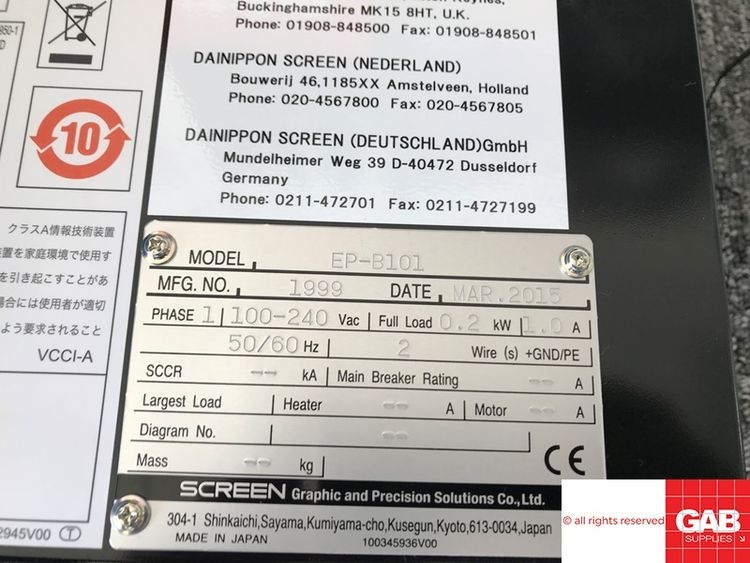 Buckinghamshire MK15 8HT, U.K.
Phone: 01908-848500 Fax: 01908-848501
DAINIPPON SCREEN (NEDERLAND)
Bouwerij 46,1185XX Amstelveen, Holland
Phone: 020-4567800 Fax: 020-4567805
DAINIPPON SCREEN (DEUTSCHLAND)GmbH
Mundelheimer Weg 39 D-40472 Dusseldorf
Germany
Phone: 0211-472701 Fax: 0211-4727199
10
クラスA情報技術装置
装置を家庭環境で使用す
を引き起こすことがあ
場合には使用者が適切
よう要求されること
VCCI-A
2945V00 T
MODEL EP-B101
MFG. NO. 1999 DATE MAR.2015
PHASE 1 100-240 Vac Full Load 0.2 kW 1.0 A
50/60 Hz 2 Wire (s) +GND/PE
SCCR -- kA Main Breaker Rating -- A
Largest Load Heater -- A Motor -- A
Diagram No. --
Mass -- kg
CE
SCREEN Graphic and Precision Solutions Co., Ltd.
304-1 Shinkaichi,Sayama,Kumiyama-cho,Kusegun,Kyoto,613-0034,Japan
MADE IN JAPAN 100345936V00
© all rights reserved
GAB
SUPPLIES